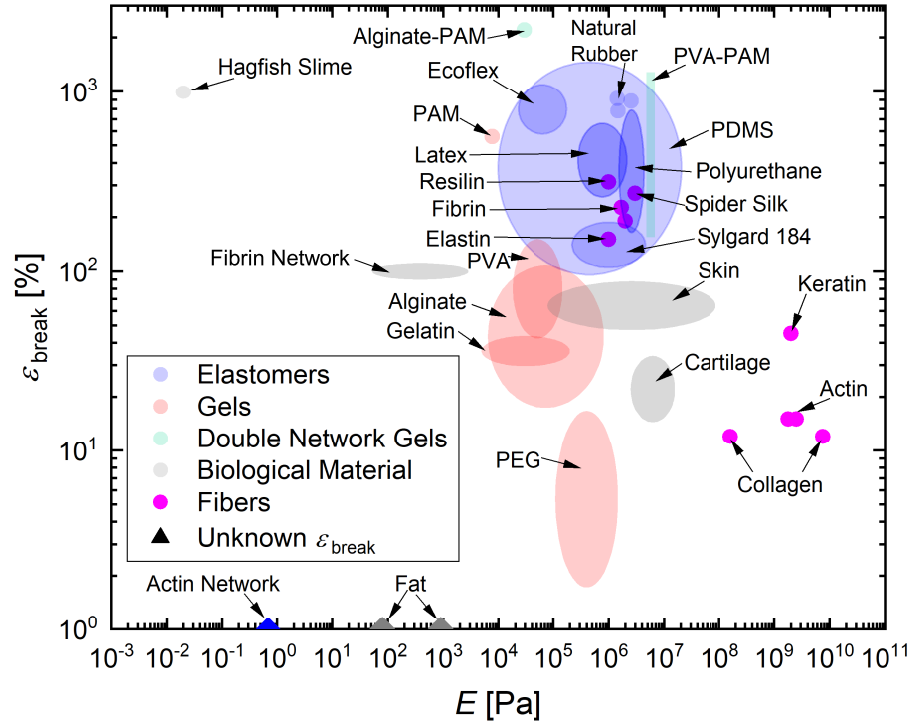 Alginate-PAM
Natural
Rubber
PVA-PAM
Hagfish Slime
Ecoflex
10³
PAM
PDMS
Latex
Polyurethane
Resilin
Spider Silk
Fibrin
Elastin
Sylgard 184
Fibrin Network
PVA
Skin
10²
Keratin
Alginate
Gelatin
ε break [%]
Cartilage
Elastomers
Gels
Actin
Double Network Gels
10¹
Biological Material
PEG
Fibers
Collagen
Unknown ε break
Actin Network
Fat
10⁰
10⁻³ 10⁻² 10⁻¹ 10⁰ 10¹ 10² 10³ 10⁴ 10⁵ 10⁶ 10⁷ 10⁸ 10⁹ 10¹⁰ 10¹¹
E [Pa]